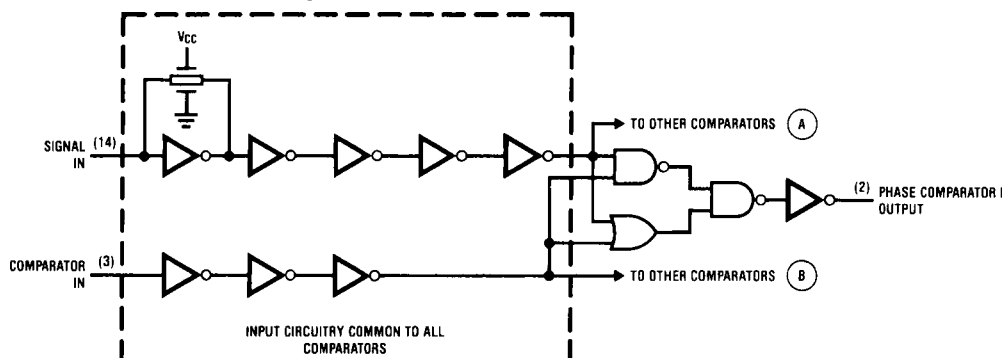 VCC
SIGNAL IN
(14)
TO OTHER COMPARATORS
A
(2)
PHASE COMPARATOR I
OUTPUT
COMPARATOR IN
(3)
TO OTHER COMPARATORS
B
INPUT CIRCUITRY COMMON TO ALL
COMPARATORS